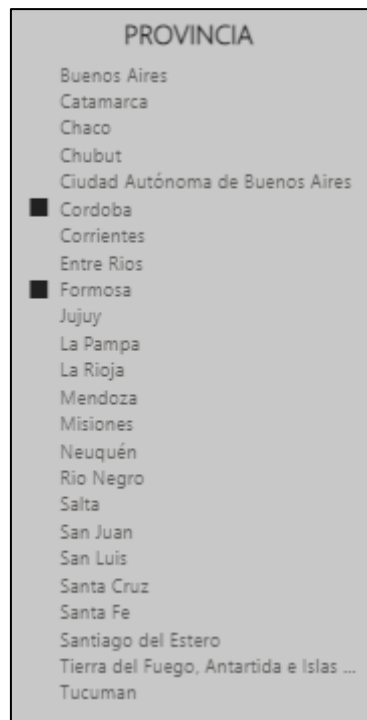 PROVINCIA
Buenos Aires
Catamarca
Chaco
Chubut
Ciudad Autónoma de Buenos Aires
Cordoba
Corrientes
Entre Rios
Formosa
Jujuy
La Pampa
La Rioja
Mendoza
Misiones
Neuquén
Rio Negro
Salta
San Juan
San Luis
Santa Cruz
Santa Fe
Santiago del Estero
Tierra del Fuego, Antartida e Islas ...
Tucuman